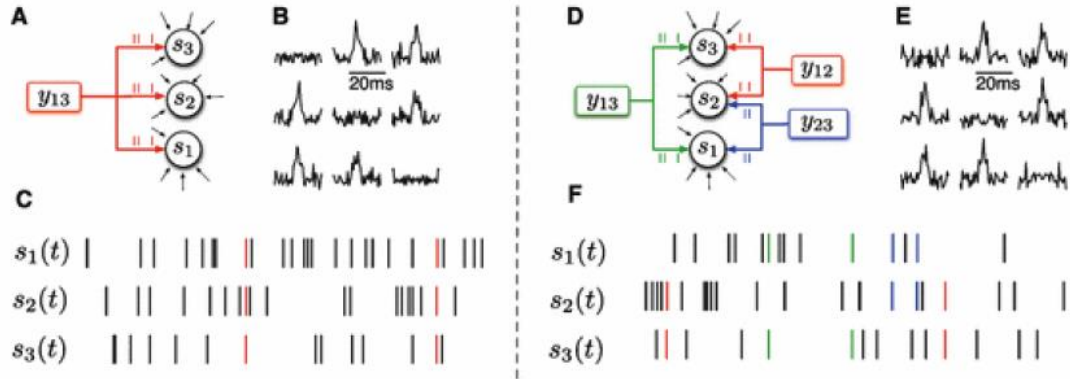 A
y13
s3
s2
s1
B
20ms
C
s1(t)
s2(t)
s3(t)
D
y13
s3
s2
s1
y12
y23
E
20ms
F
s1(t)
s2(t)
s3(t)